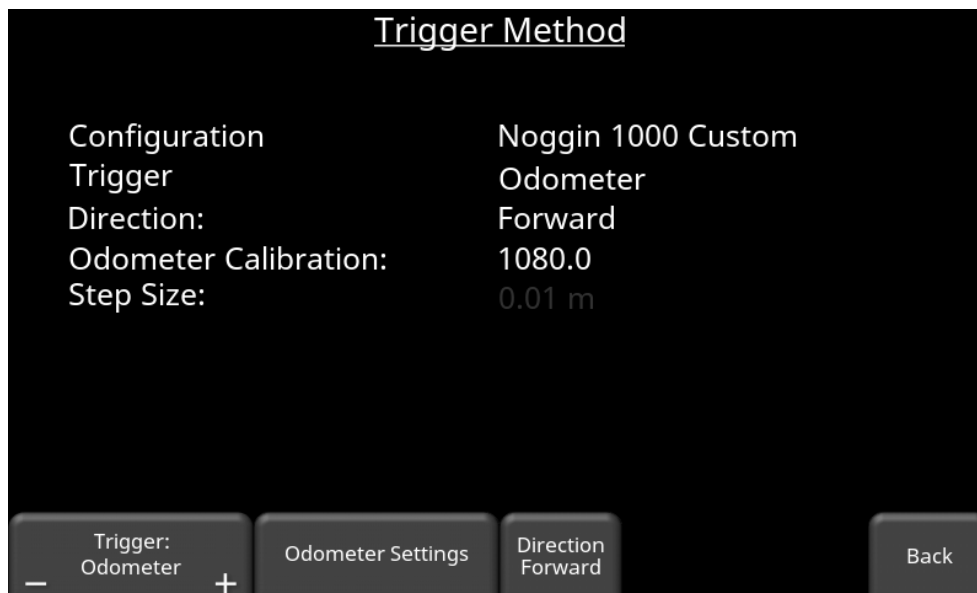 Trigger Method
Configuration Noggin 1000 Custom
Trigger Odometer
Direction: Forward
Odometer Calibration: 1080.0
Step Size: 0.01 m
Trigger:
Odometer
− +
Odometer Settings
Direction
Forward
Back